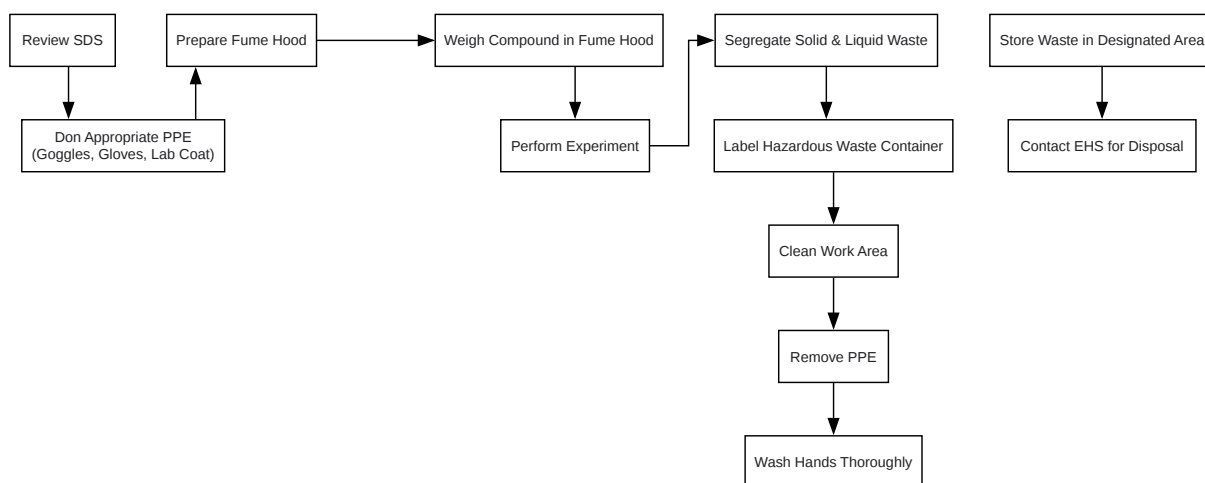 Review SDS
Don Appropriate PPE
(Goggles, Gloves, Lab Coat)
Prepare Fume Hood
Weigh Compound in Fume Hood
Perform Experiment
Segregate Solid & Liquid Waste
Label Hazardous Waste Container
Clean Work Area
Remove PPE
Wash Hands Thoroughly
Store Waste in Designated Area
Contact EHS for Disposal